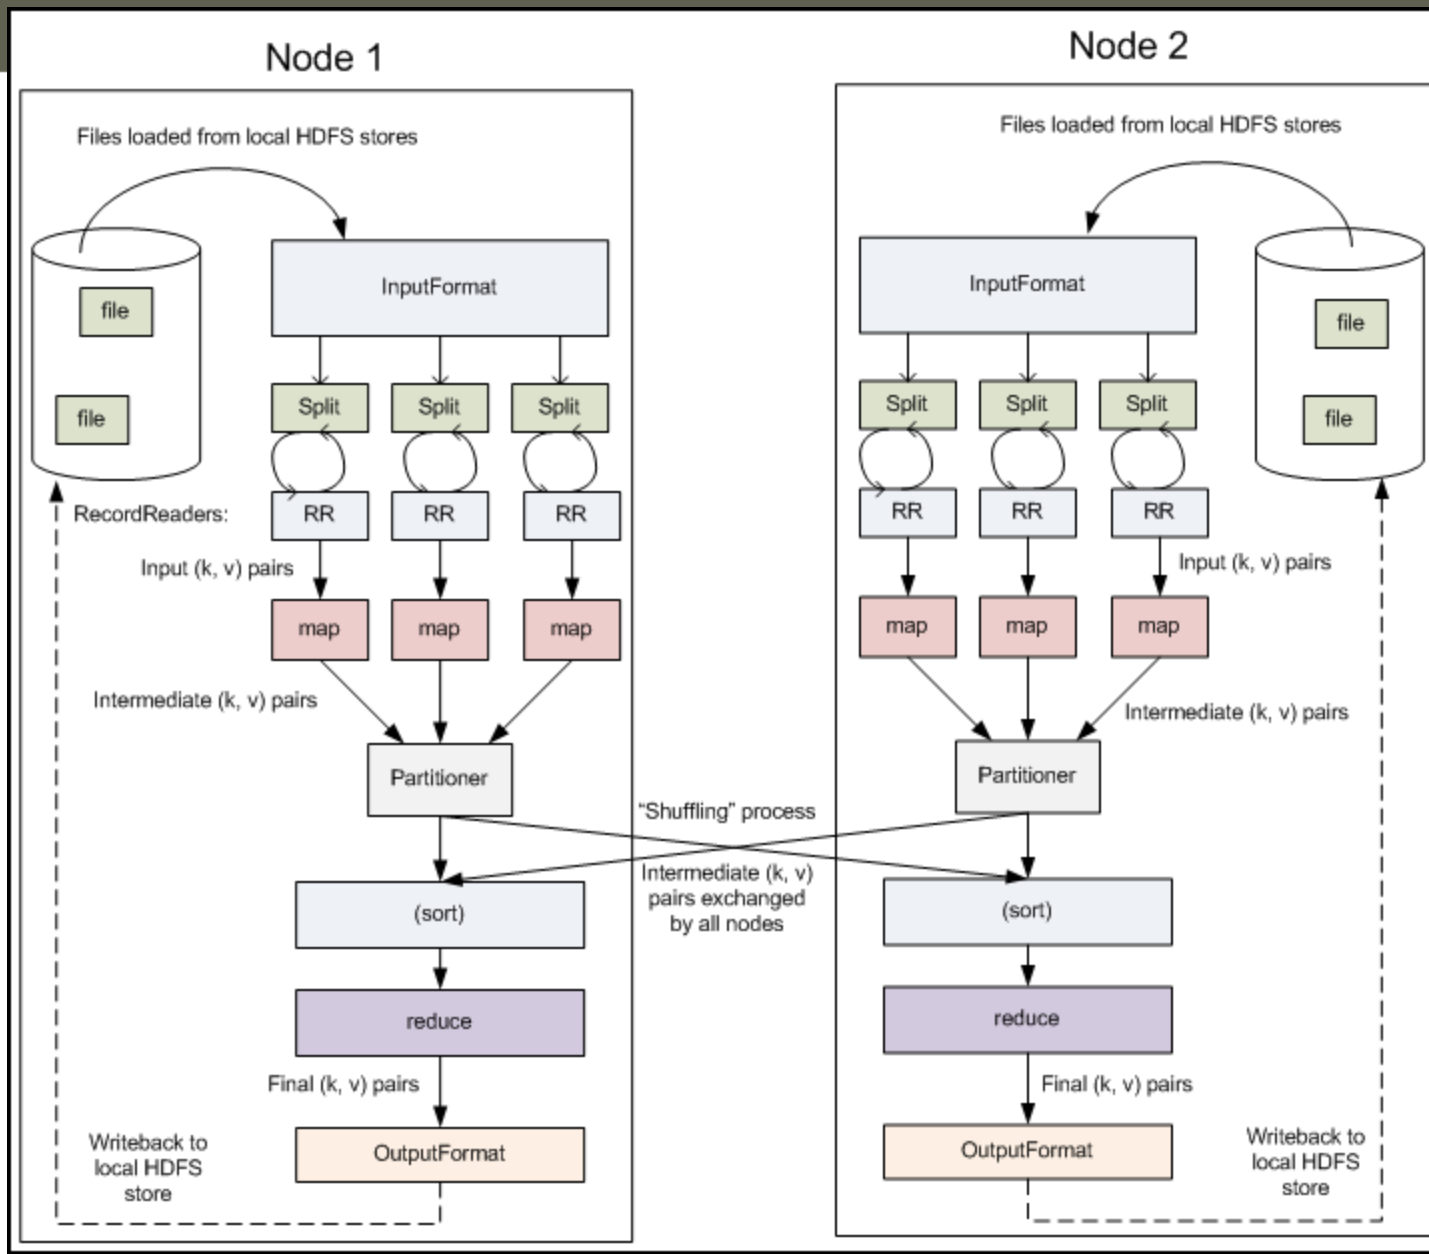 Node 1
Files loaded from local HDFS stores
InputFormat
file
file
Split
Split
Split
RecordReaders:
RR
RR
RR
Input (k, v) pairs
map
map
map
Intermediate (k, v) pairs
Partitioner
(sort)
reduce
Final (k, v) pairs
OutputFormat
Writeback to
local HDFS
store
"Shuffling" process
Intermediate (k, v)
pairs exchanged
by all nodes
Node 2
Files loaded from local HDFS stores
InputFormat
file
file
Split
Split
Split
RR
RR
RR
Input (k, v) pairs
map
map
map
Intermediate (k, v) pairs
Partitioner
(sort)
reduce
Final (k, v) pairs
OutputFormat
Writeback to
local HDFS
store